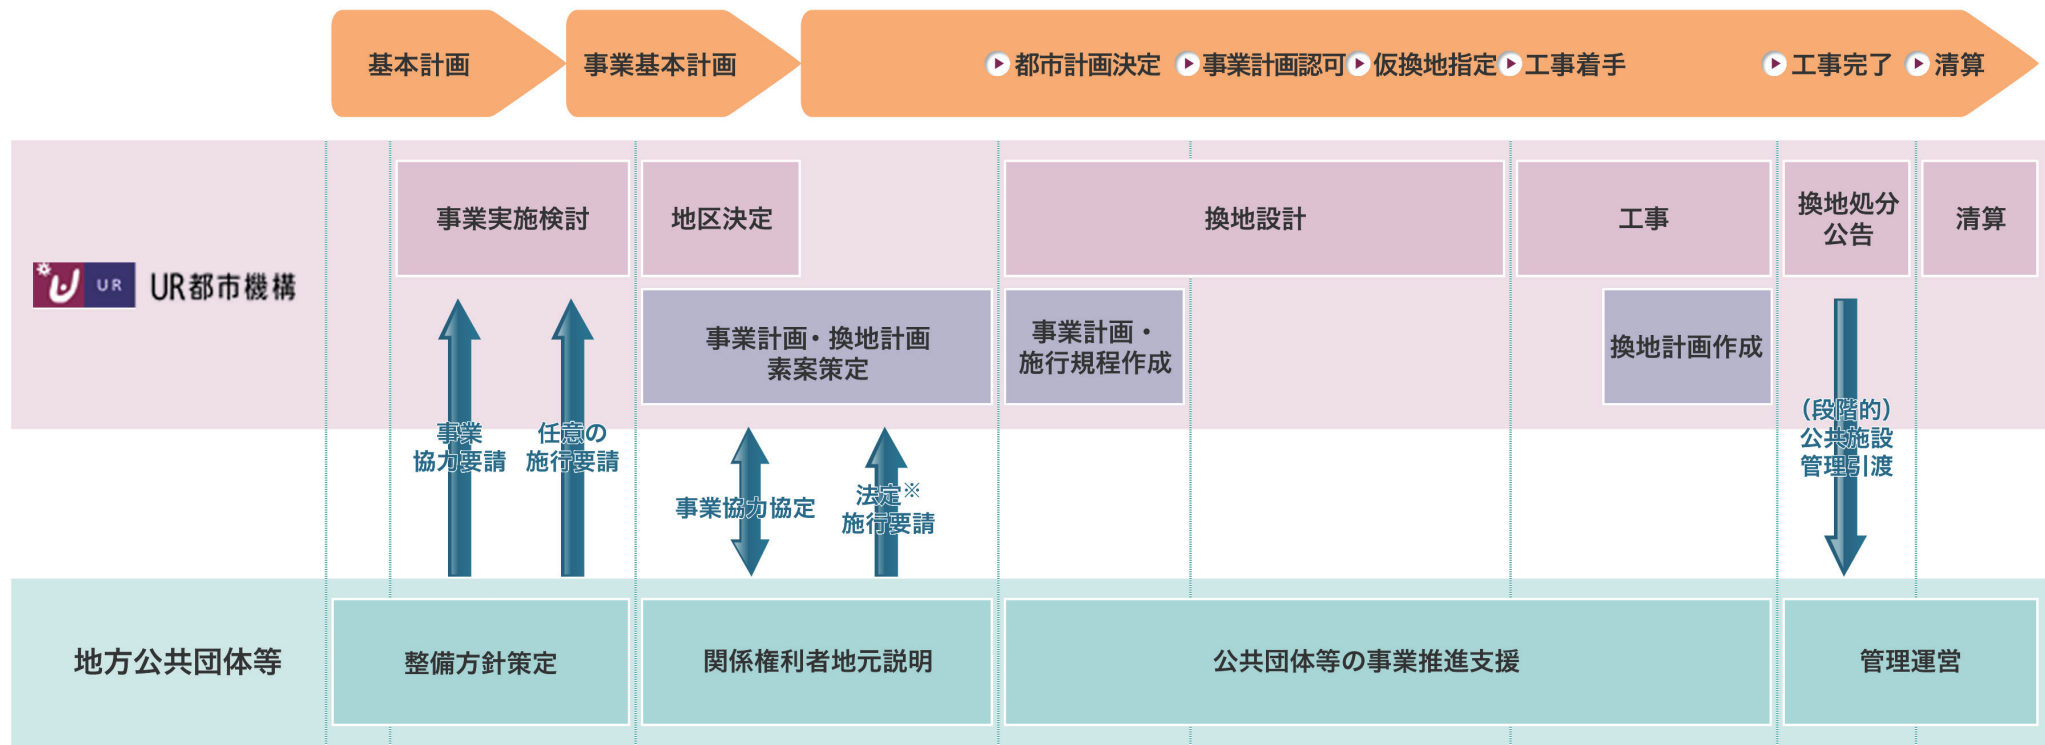 基本計画
事業基本計画
都市計画決定
事業計画認可
仮換地指定
工事着手
工事完了
清算
UR
UR都市機構
事業実施検討
地区決定
換地設計
工事
換地処分
公告
清算
事業計画・換地計画
素案策定
事業計画・
施行規程作成
換地計画作成
事業
協力要請
任意の
施行要請
事業協力協定
法定※
施行要請
（段階的）
公共施設
管理引渡
地方公共団体等
整備方針策定
関係権利者地元説明
公共団体等の事業推進支援
管理運営